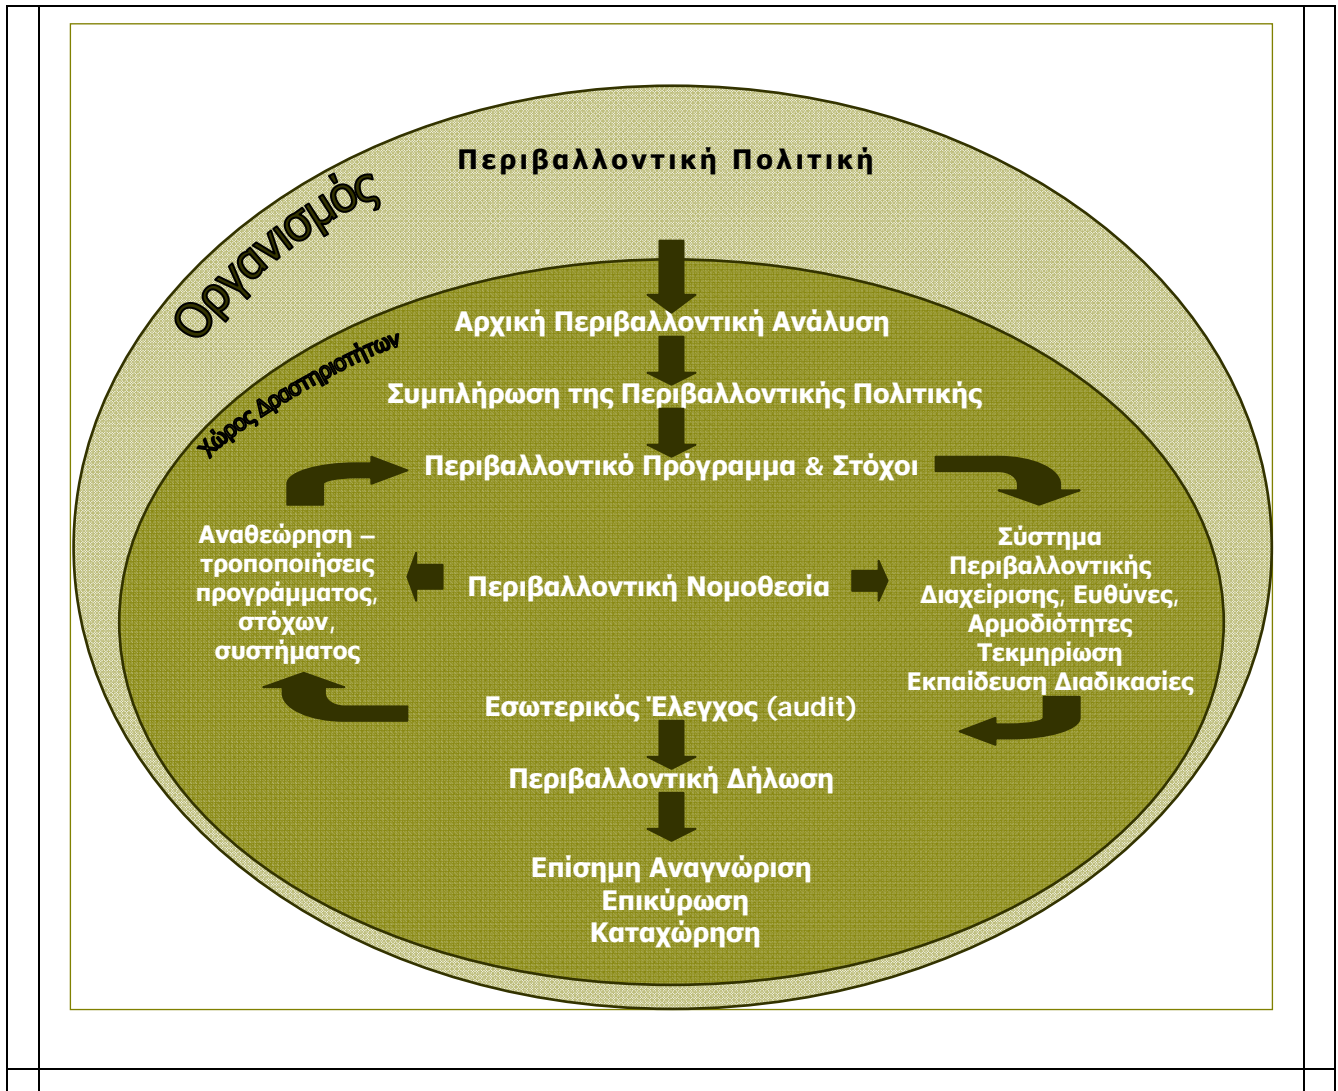 Περιβαλλοντική Πολιτική
Οργανισμός
Αρχική Περιβαλλοντική Ανάλυση
Χώρος Δραστηριοτήτων
Συμπλήρωση της Περιβαλλοντικής Πολιτικής
Περιβαλλοντικό Πρόγραμμα & Στόχοι
Αναθεώρηση –
τροποποιήσεις
προγράμματος,
στόχων,
συστήματος
Περιβαλλοντική Νομοθεσία
Σύστημα
Περιβαλλοντικής
Διαχείρισης, Ευθύνες,
Αρμοδιότητες
Τεκμηρίωση
Εκπαίδευση Διαδικασίες
Εσωτερικός Έλεγχος (audit)
Περιβαλλοντική Δήλωση
Επίσημη Αναγνώριση
Επικύρωση
Καταχώρηση